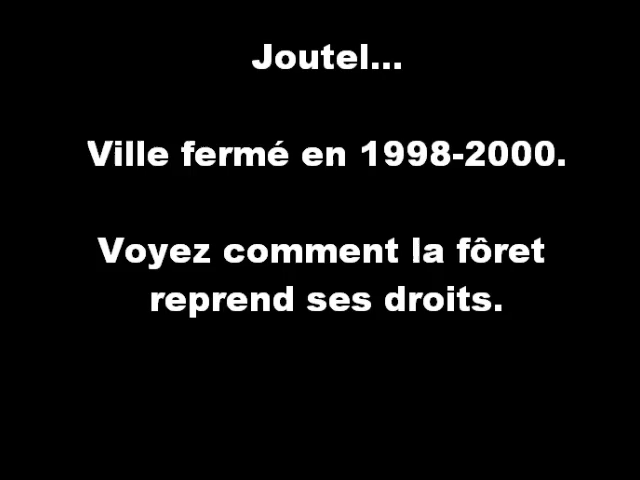 Joutel...
Ville fermé en 1998-2000.
Voyez comment la fôret
reprend ses droits.